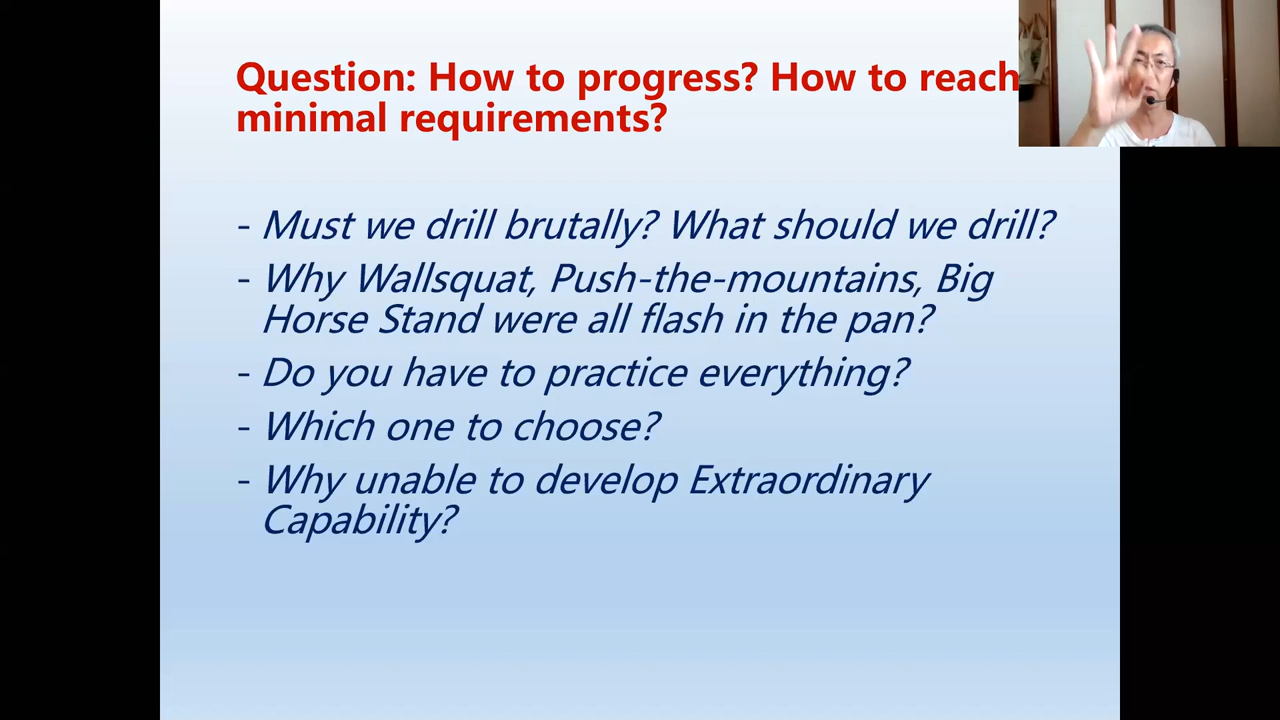 Question: How to progress? How to reach
minimal requirements?
- Must we drill brutally? What should we drill?
- Why Wallsquat, Push-the-mountains, Big
Horse Stand were all flash in the pan?
- Do you have to practice everything?
- Which one to choose?
- Why unable to develop Extraordinary
Capability?